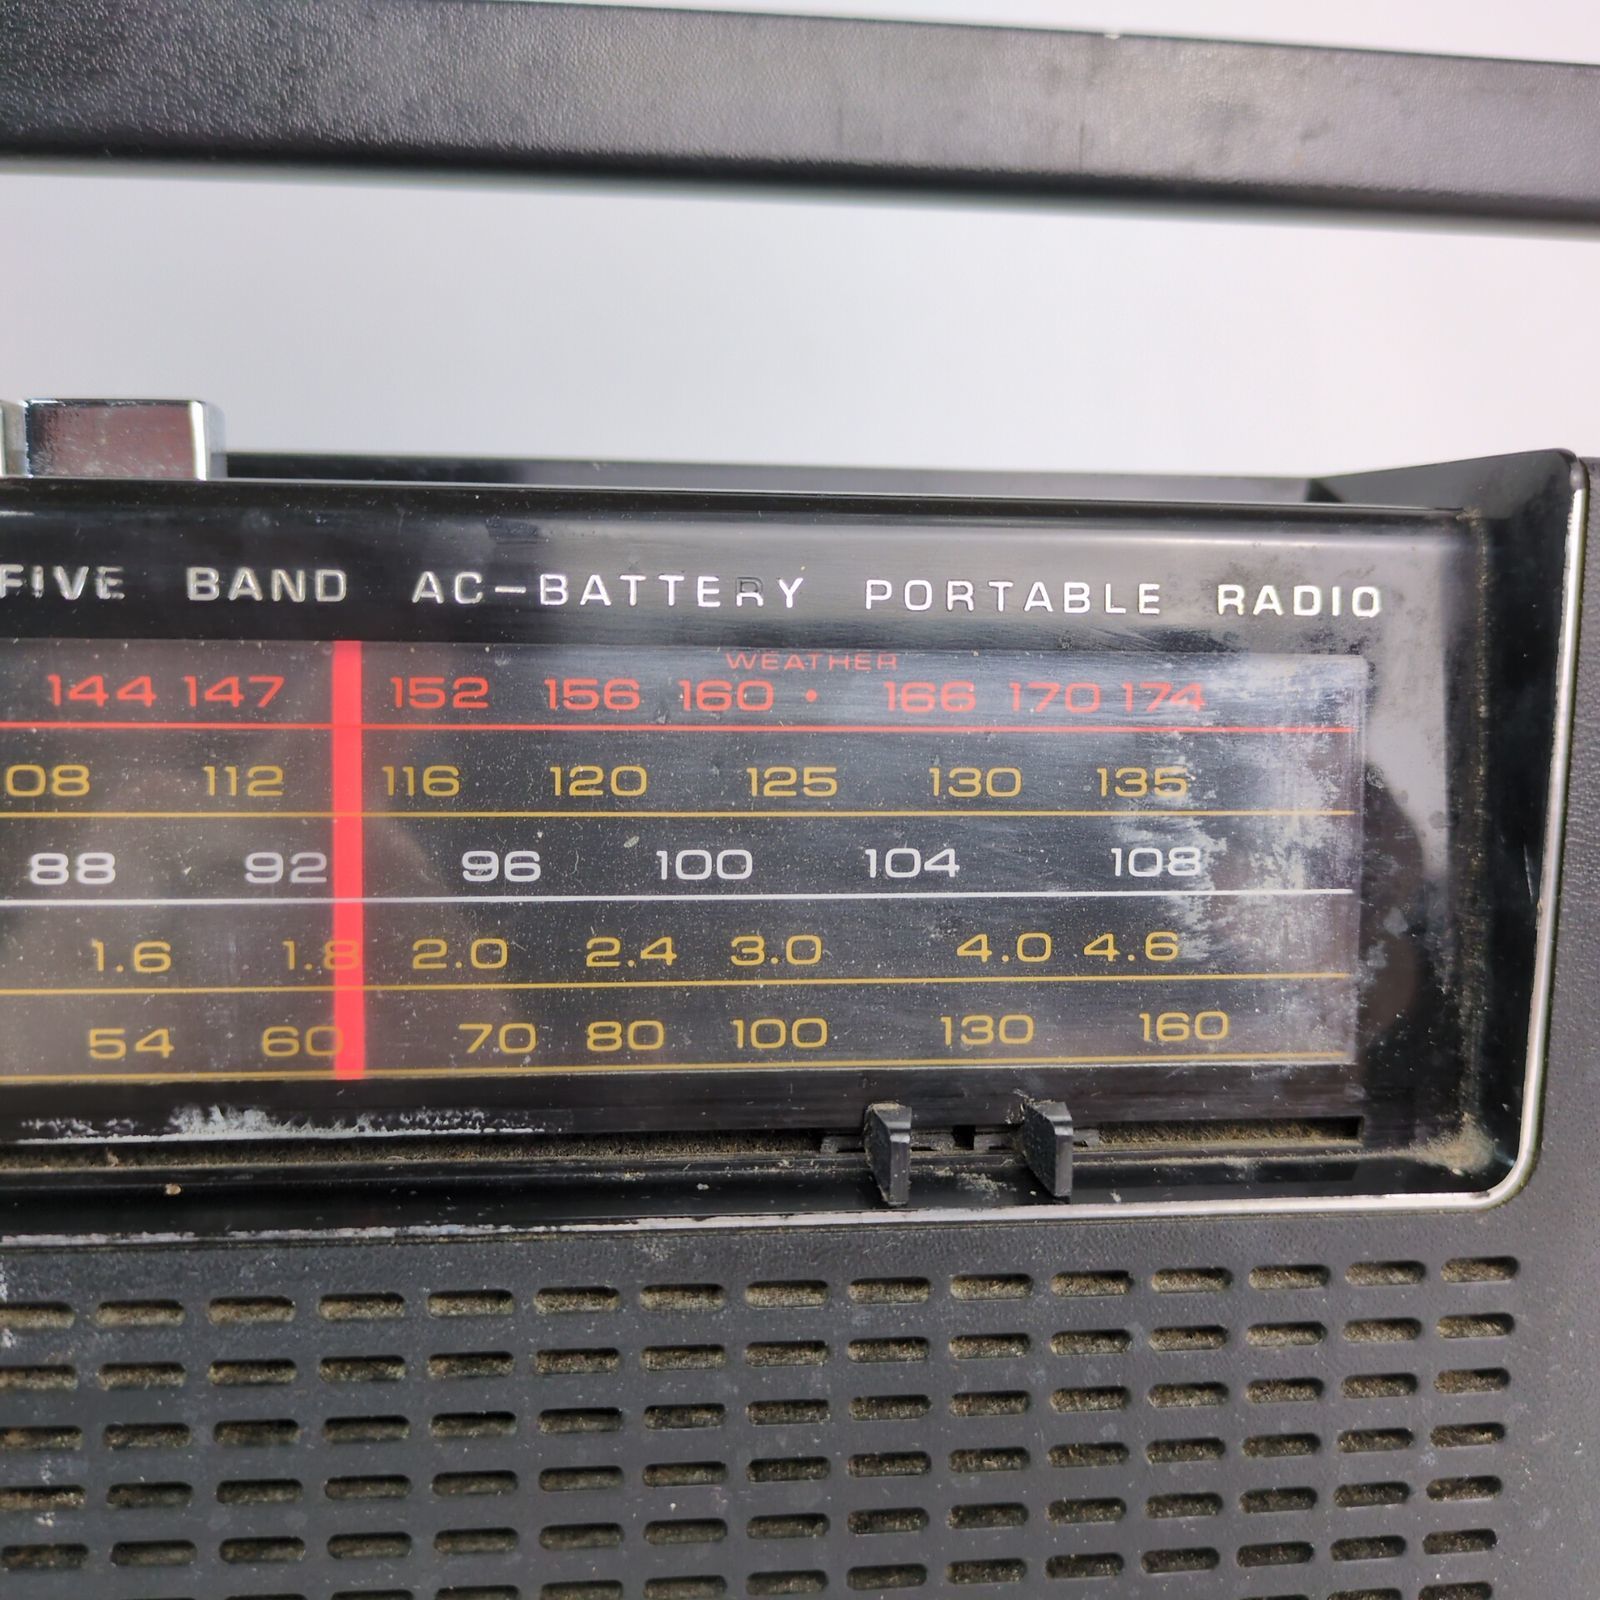 FIVE BAND AC-BATTERY PORTABLE RADIO
WEATHER
144 147 152 156 160 • 166 170 174
08 112 116 120 125 130 135
88 92 96 100 104 108
1.6 1.8 2.0 2.4 3.0 4.0 4.6
54 60 70 80 100 130 160